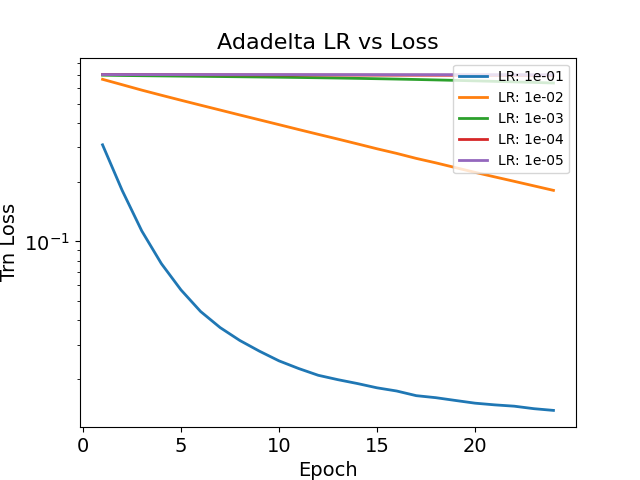 Adadelta LR vs Loss
LR: 1e-01
LR: 1e-02
LR: 1e-03
LR: 1e-04
LR: 1e-05
Trn Loss
10⁻¹
0 5 10 15 20
Epoch